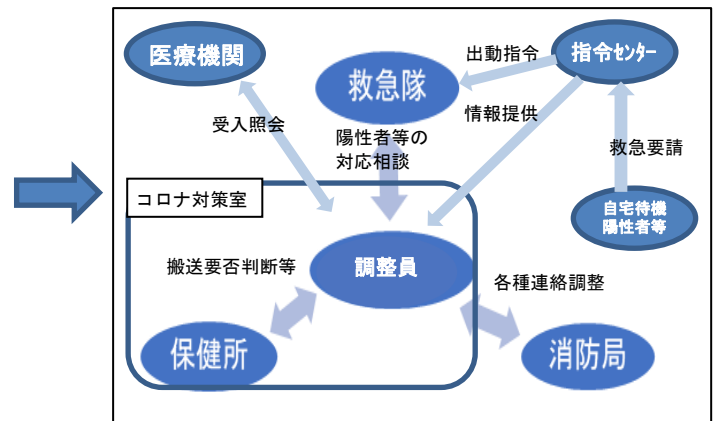 医療機関
救急隊
出動指令
指令センター
受入照会
陽性者等の
対応相談
情報提供
救急要請
コロナ対策室
自宅待機
陽性者等
搬送要否判断等
調整員
各種連絡調整
保健所
消防局